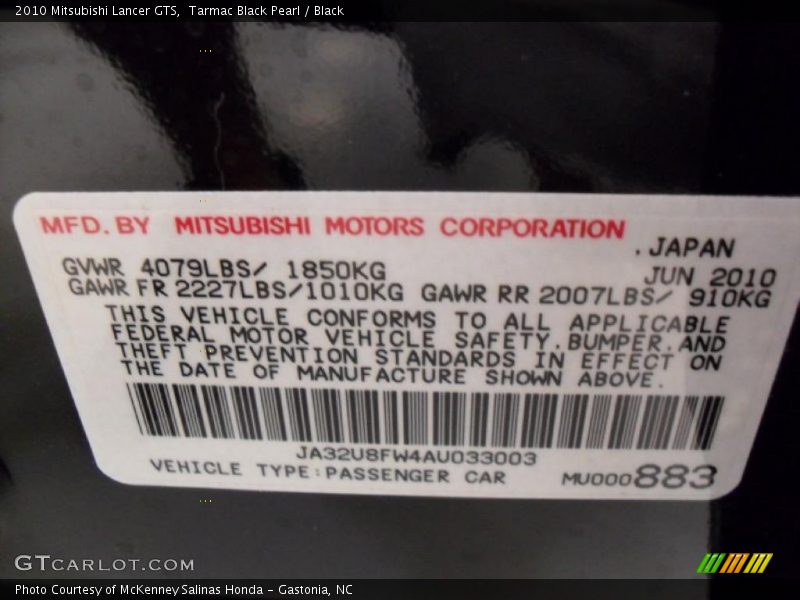 2010 Mitsubishi Lancer GTS,  Tarmac Black Pearl / Black
MFD. BY MITSUBISHI MOTORS CORPORATION
.JAPAN
GVWR 4079LBS/ 1850KG JUN 2010
GAWR FR 2227LBS/1010KG GAWR RR 2007LBS/ 910KG
THIS VEHICLE CONFORMS TO ALL APPLICABLE
FEDERAL MOTOR VEHICLE SAFETY.BUMPER.AND
THEFT PREVENTION STANDARDS IN EFFECT ON
THE DATE OF MANUFACTURE SHOWN ABOVE.
JA32U8FW4AU033003
VEHICLE TYPE:PASSENGER CAR MU000883
GTCARLOT.COM
Photo Courtesy of McKenney Salinas Honda - Gastonia, NC